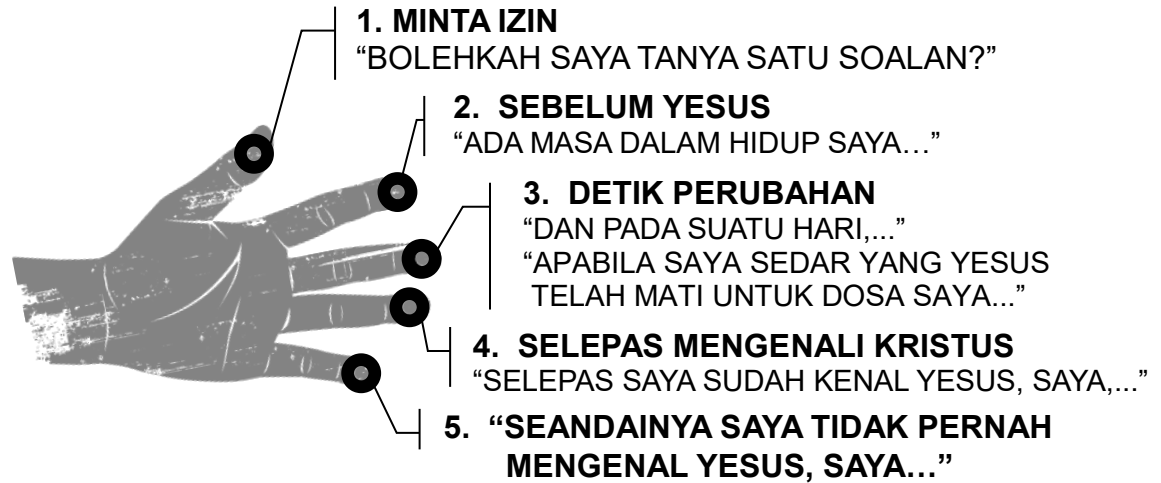 1. MINTA IZIN
“BOLEHKAH SAYA TANYA SATU SOALAN?”
2. SEBELUM YESUS
“ADA MASA DALAM HIDUP SAYA…”
3. DETIK PERUBAHAN
“DAN PADA SUATU HARI,...”
“APABILA SAYA SEDAR YANG YESUS
TELAH MATI UNTUK DOSA SAYA...”
4. SELEPAS MENGENALI KRISTUS
“SELEPAS SAYA SUDAH KENAL YESUS, SAYA,...”
5. “SEANDAINYA SAYA TIDAK PERNAH
MENGENAL YESUS, SAYA…”